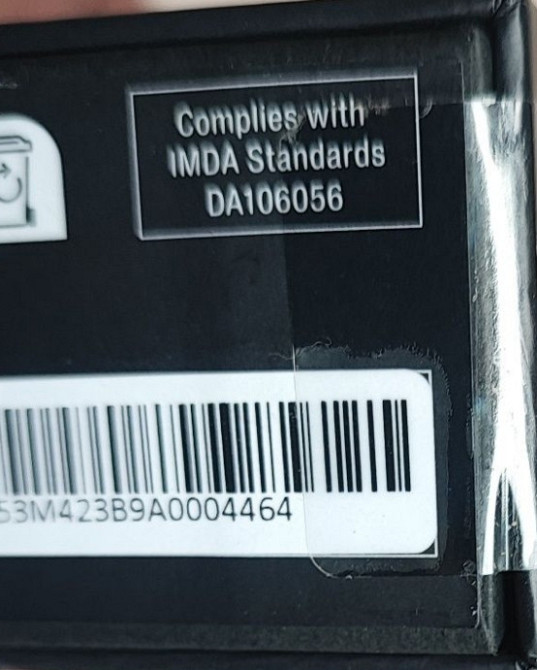 Complies with
IMDA Standards
DA106056
53M423B9A0004464